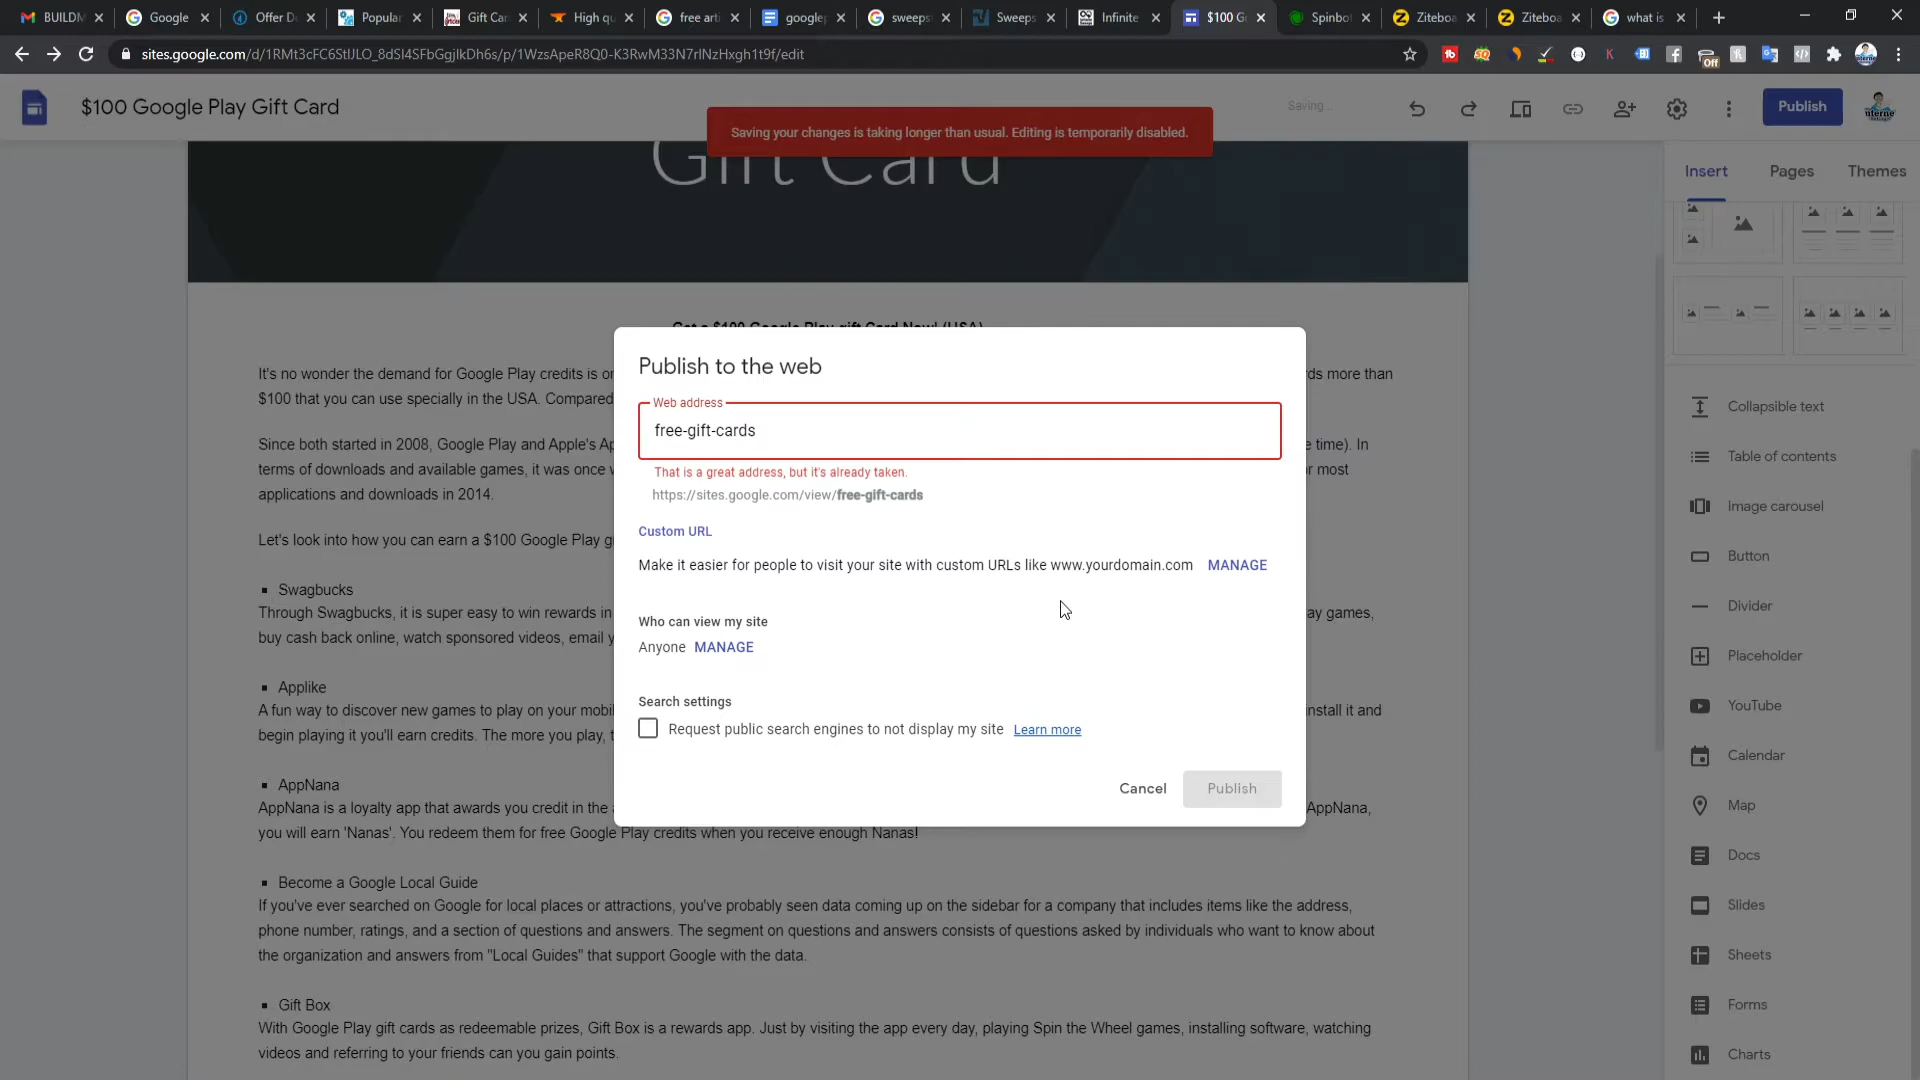 BUILDM
Google
Offer D
Popular
Gift Car
High qu
free arti
google
sweeps
Sweeps
Infinite
$100 G
Spinbo
Zitebo
Zitebo
what is
sites.google.com/d/1RMt3cFC6StlJLO_8dSI4SFbGgjlkDh6s/p/1WzsApeR8Q0-K3RwM33N7rlNzHxgh1t9f/edit
Off
$100 Google Play Gift Card
Saving your changes is taking longer than usual. Editing is temporarily disabled.
Saving...
Publish
Gift Card
Insert
Pages
Themes
Get a $100 Google Play gift Card Now! (USA)
It's no wonder the demand for Google Play credits is
rds more than
$100 that you can use specially in the USA. Compared
Since both started in 2008, Google Play and Apple's Ap
e time). In
terms of downloads and available games, it was once
or most
applications and downloads in 2014.
Let's look into how you can earn a $100 Google Play
Swagbucks
Through Swagbucks, it is super easy to win rewards in
ay games,
buy cash back online, watch sponsored videos, email
Applike
A fun way to discover new games to play on your mobil
install it and
begin playing it you'll earn credits. The more you play,
AppNana
AppNana is a loyalty app that awards you credit in the
AppNana,
you will earn 'Nanas'. You redeem them for free Google Play credits when you receive enough Nanas!
Become a Google Local Guide
If you've ever searched on Google for local places or attractions, you've probably seen data coming up on the sidebar for a company that includes items like the address,
phone number, ratings, and a section of questions and answers. The segment on questions and answers consists of questions asked by individuals who want to know about
the organization and answers from "Local Guides" that support Google with the data.
Gift Box
With Google Play gift cards as redeemable prizes, Gift Box is a rewards app. Just by visiting the app every day, playing Spin the Wheel games, installing software, watching
videos and referring to your friends can you gain points.
Publish to the web
Web address
free-gift-cards
That is a great address, but it's already taken.
https://sites.google.com/view/free-gift-cards
Custom URL
Make it easier for people to visit your site with custom URLs like www.yourdomain.com MANAGE
Who can view my site
Anyone MANAGE
Search settings
Request public search engines to not display my site Learn more
Cancel
Publish
Collapsible text
Table of contents
Image carousel
Button
Divider
Placeholder
YouTube
Calendar
Map
Docs
Slides
Sheets
Forms
Charts